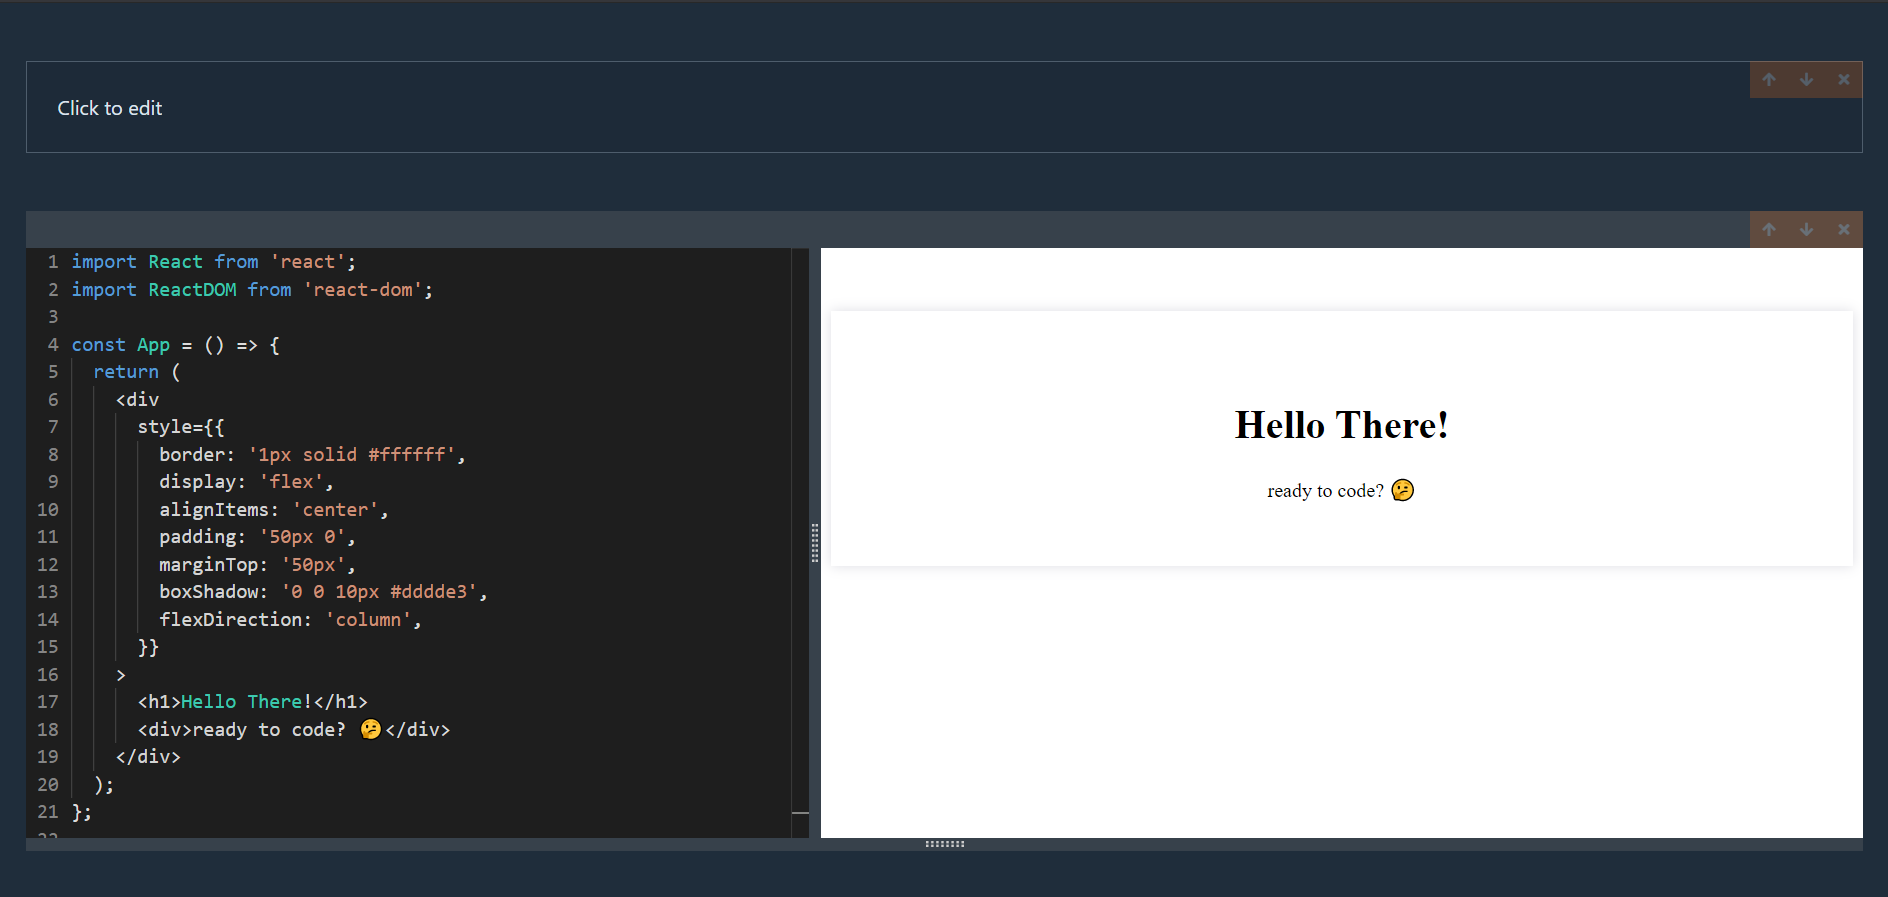 Click to edit
1 import React from 'react';
2 import ReactDOM from 'react-dom';
3
4 const App = () => {
5   return (
6     <div
7       style={{
8         border: '1px solid #ffffff',
9         display: 'flex',
10         alignItems: 'center',
11         padding: '50px 0',
12         marginTop: '50px',
13         boxShadow: '0 0 10px #dddde3',
14         flexDirection: 'column',
15       }}
16     >
17       <h1>Hello There!</h1>
18       <div>ready to code? 🤔</div>
19     </div>
20   );
21 };
Hello There!
ready to code? 🤔